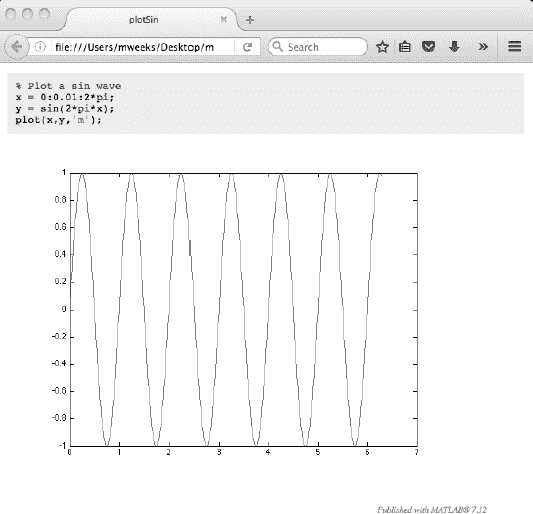 plotSin
file:///Users/mweeks/Desktop/m
Search
% Plot a sin wave
x = 0:0.01:2*pi;
y = sin(2*pi*x);
plot(x,y,'m');
1
0.8
0.6
0.4
0.2
0
-0.2
-0.4
-0.6
-0.8
-1
0 1 2 3 4 5 6 7
Published with MATLAB® 7.12